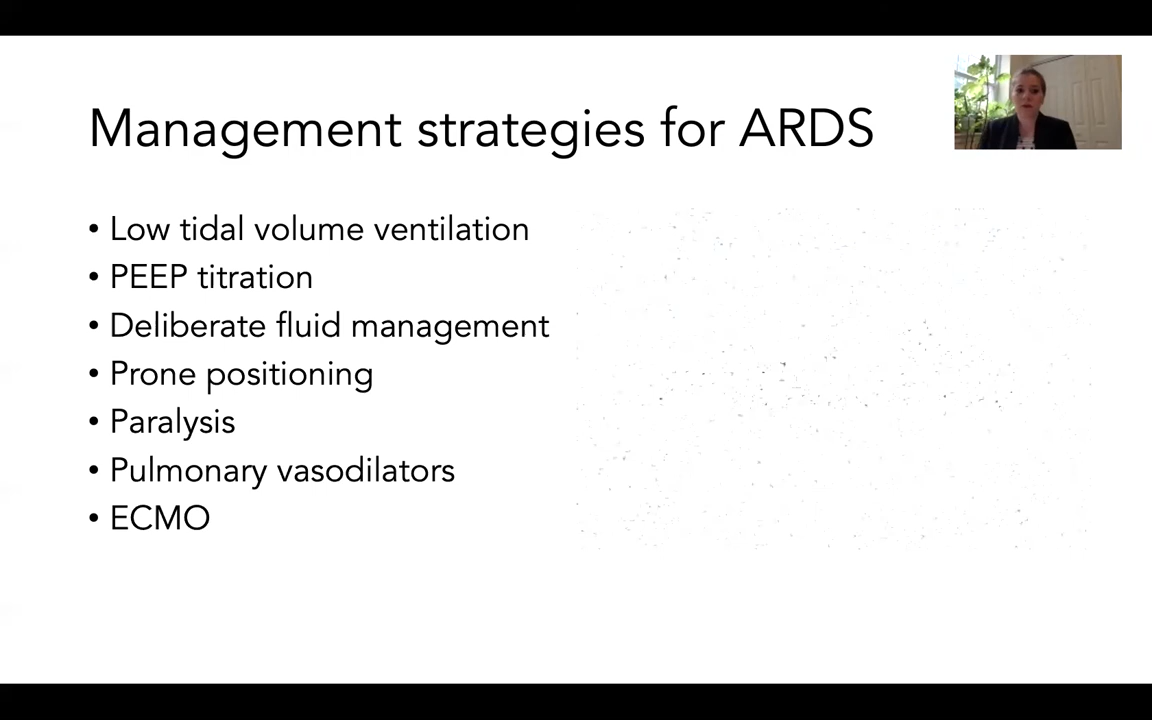 Management strategies for ARDS
• Low tidal volume ventilation
• PEEP titration
• Deliberate fluid management
• Prone positioning
• Paralysis
• Pulmonary vasodilators
• ECMO